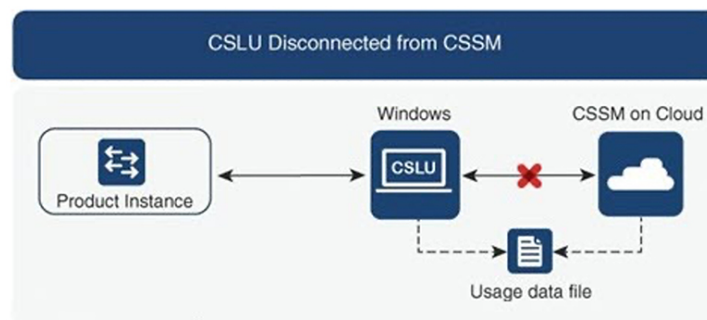 CSLU Disconnected from CSSM
Windows
CSSM on Cloud
CSLU
Product Instance
Usage data file